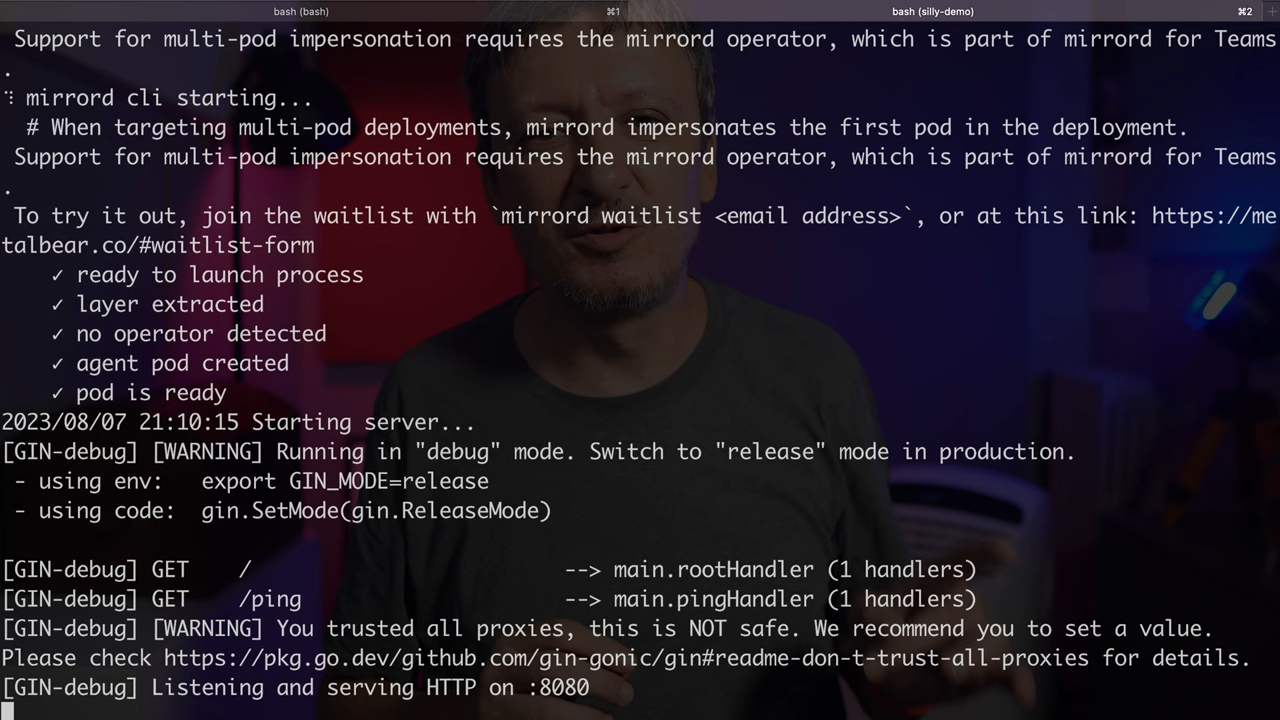 bash (bash) ⌘1 bash (silly-demo) ⌘2 +
Support for multi-pod impersonation requires the mirrord operator, which is part of mirrord for Teams
.
⠹ mirrord cli starting...
# When targeting multi-pod deployments, mirrord impersonates the first pod in the deployment.
Support for multi-pod impersonation requires the mirrord operator, which is part of mirrord for Teams
.
To try it out, join the waitlist with `mirrord waitlist <email address>`, or at this link: https://me
talbear.co/#waitlist-form
✓ ready to launch process
✓ layer extracted
✓ no operator detected
✓ agent pod created
✓ pod is ready
2023/08/07 21:10:15 Starting server...
[GIN-debug] [WARNING] Running in "debug" mode. Switch to "release" mode in production.
- using env: export GIN_MODE=release
- using code: gin.SetMode(gin.ReleaseMode)
[GIN-debug] GET / --> main.rootHandler (1 handlers)
[GIN-debug] GET /ping --> main.pingHandler (1 handlers)
[GIN-debug] [WARNING] You trusted all proxies, this is NOT safe. We recommend you to set a value.
Please check https://pkg.go.dev/github.com/gin-gonic/gin#readme-don-t-trust-all-proxies for details.
[GIN-debug] Listening and serving HTTP on :8080